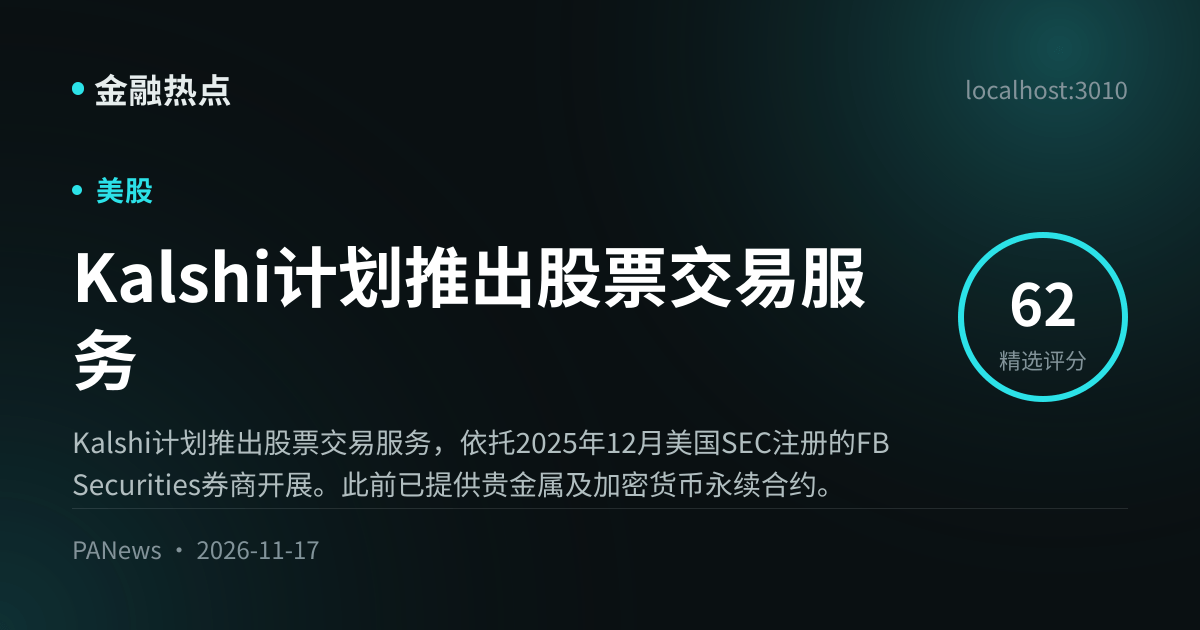 金融热点
localhost:3010
美股
Kalshi计划推出股票交易服
务
62
精选评分
Kalshi计划推出股票交易服务，依托2025年12月美国SEC注册的FB
Securities券商开展。此前已提供贵金属及加密货币永续合约。
PANews • 2026-11-17